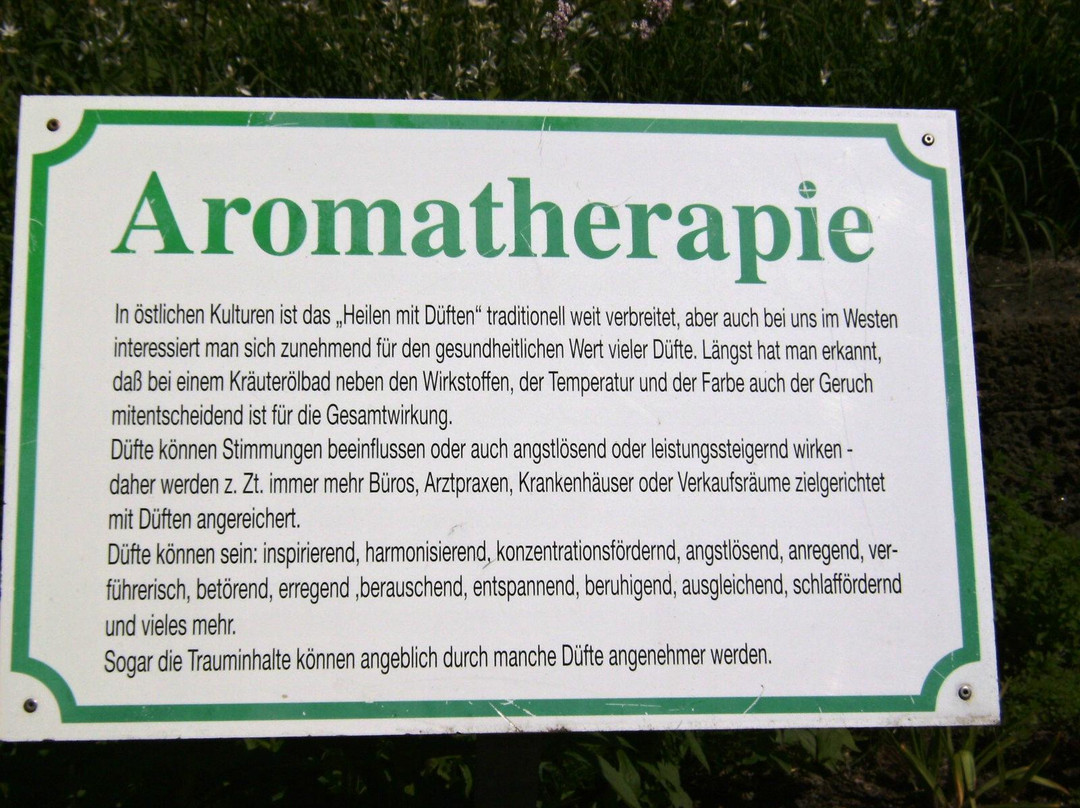 Aromatherapie
In östlichen Kulturen ist das „Heilen mit Düften“ traditionell weit verbreitet, aber auch bei uns im Westen
interessiert man sich zunehmend für den gesundheitlichen Wert vieler Düfte. Längst hat man erkannt,
daß bei einem Kräuterölbad neben den Wirkstoffen, der Temperatur und der Farbe auch der Geruch
mitentscheidend ist für die Gesamtwirkung.
Düfte können Stimmungen beeinflussen oder auch angstlösend oder leistungssteigernd wirken -
daher werden z. Zt. immer mehr Büros, Arztpraxen, Krankenhäuser oder Verkaufsräume zielgerichtet
mit Düften angereichert.
Düfte können sein: inspirierend, harmonisierend, konzentrationsfördernd, angstlösend, anregend, ver-
führerisch, betörend, erregend ,berauschend, entspannend, beruhigend, ausgleichend, schlaffördernd
und vieles mehr.
Sogar die Trauminhalte können angeblich durch manche Düfte angenehmer werden.